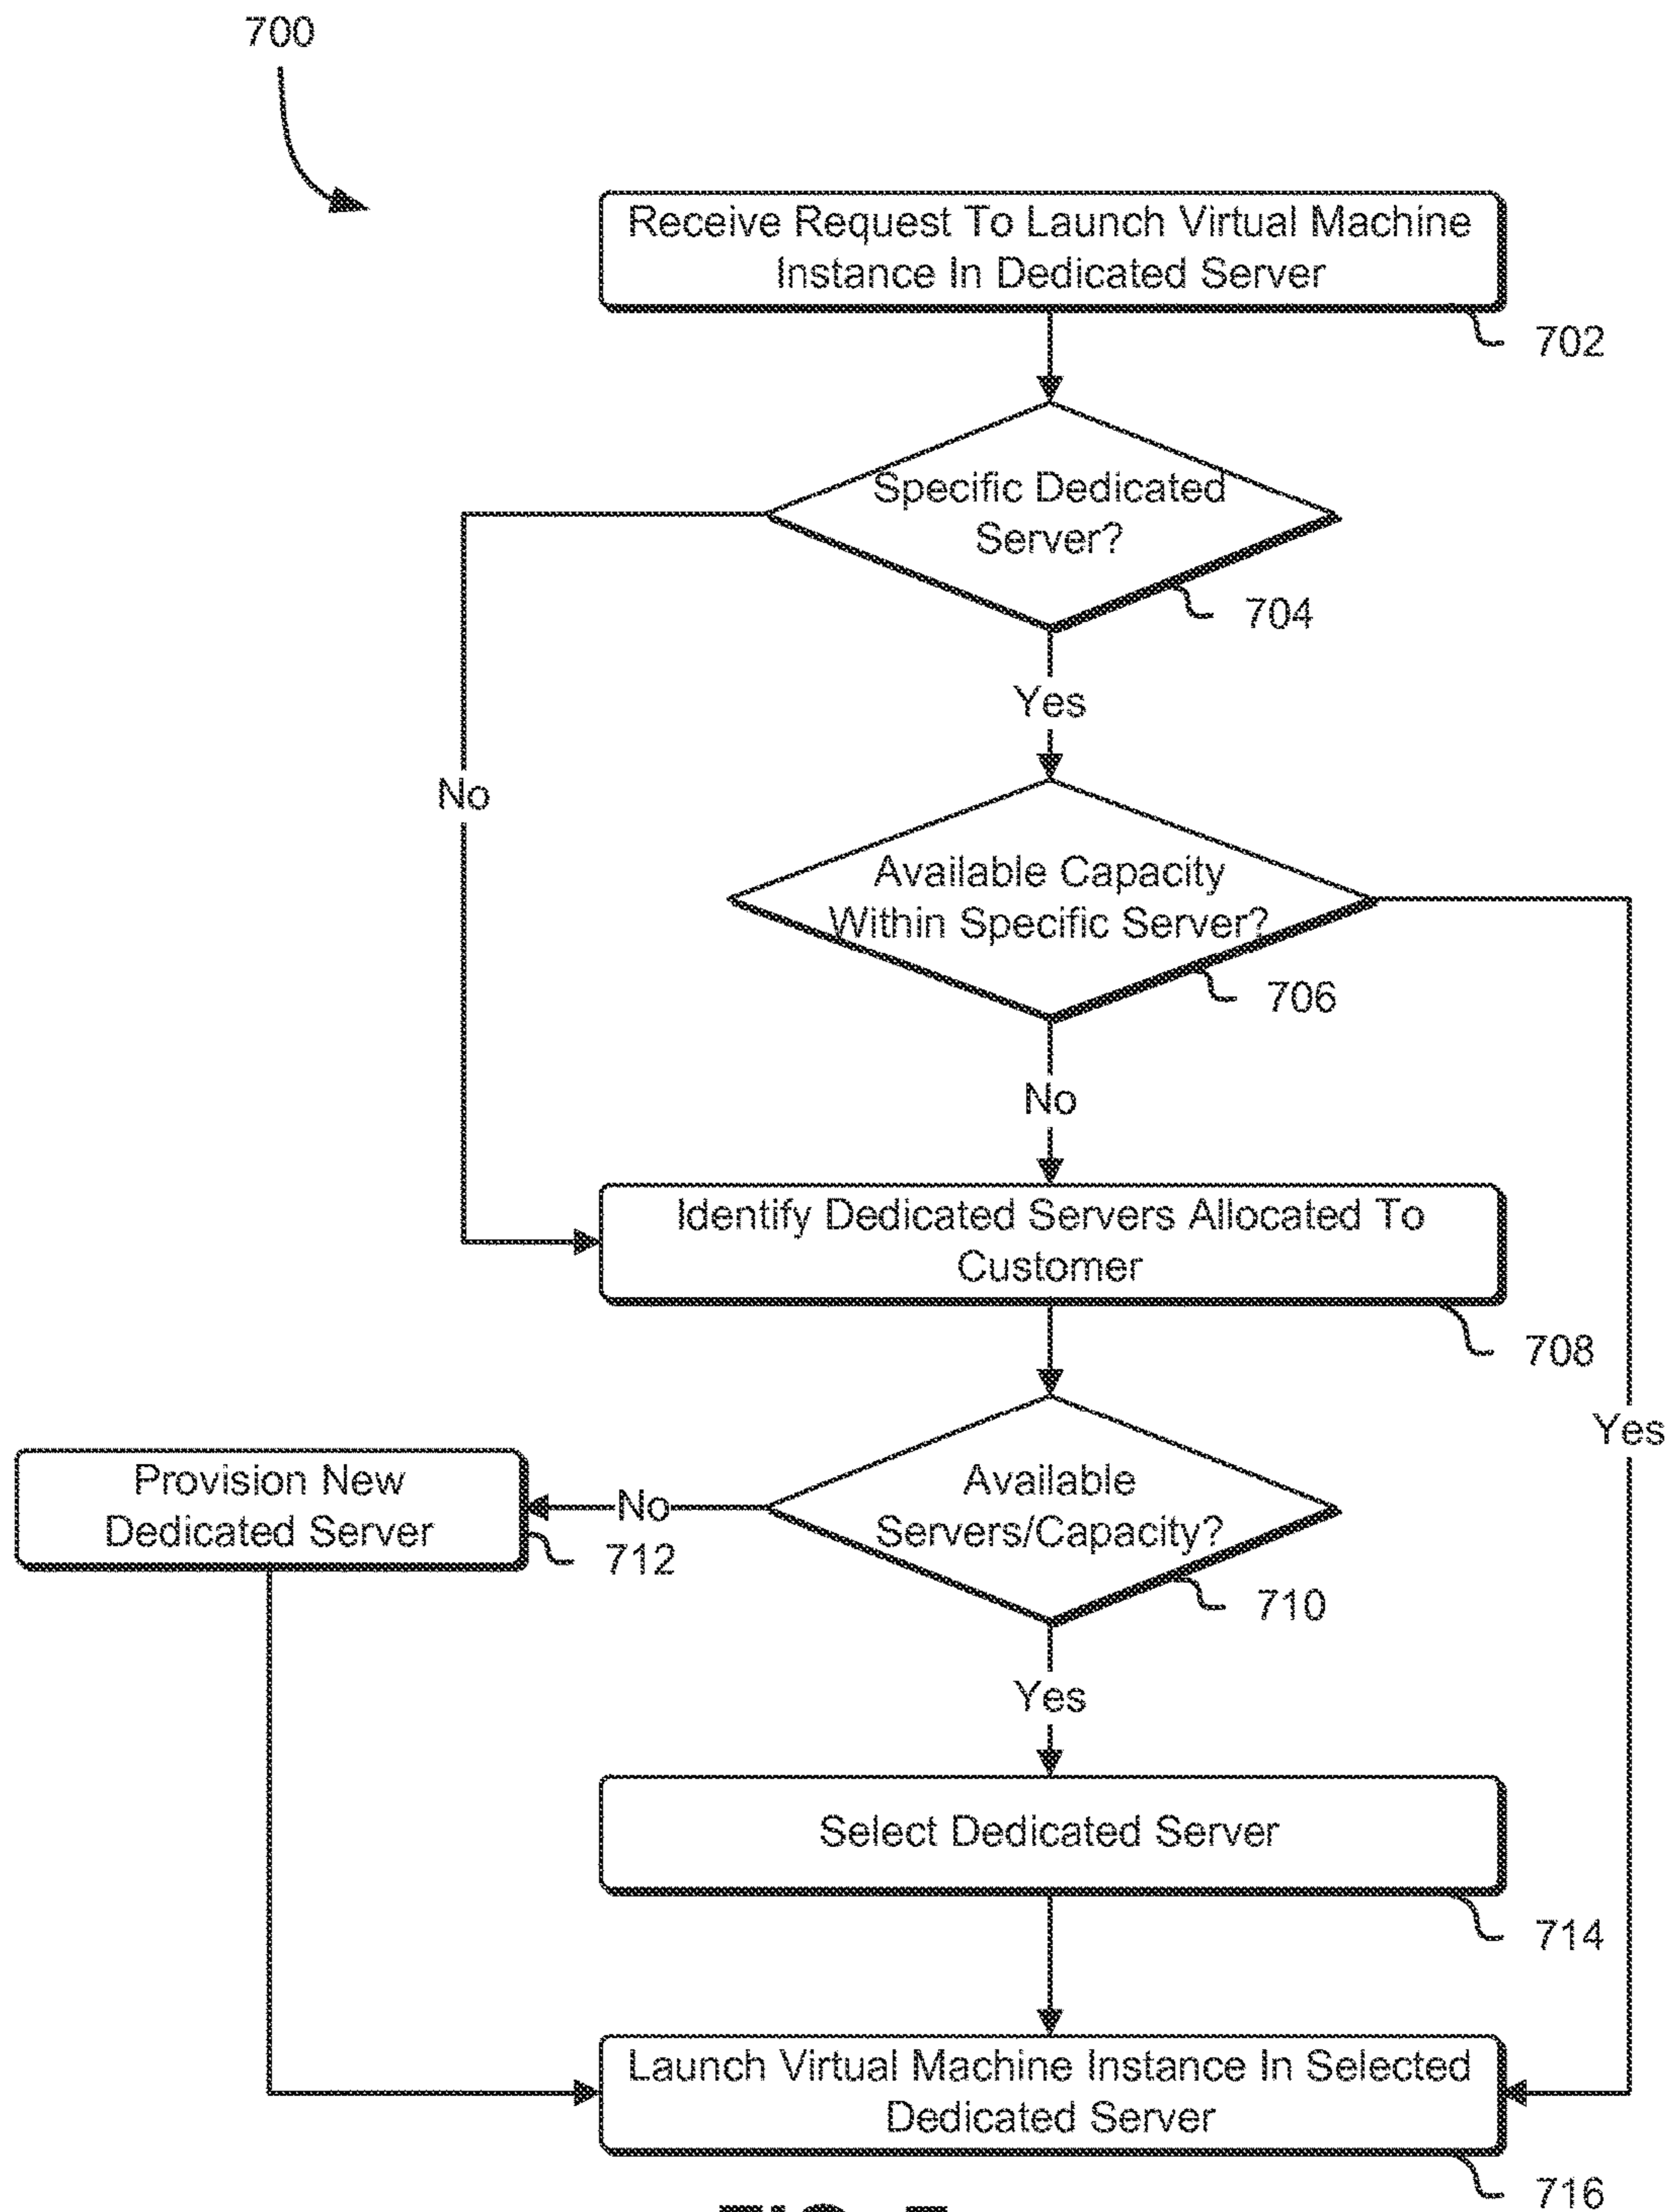 700
Receive Request To Launch Virtual Machine
Instance In Dedicated Server
702
Specific Dedicated
Server?
704
Yes
No
Available Capacity
Within Specific Server?
706
No
Identify Dedicated Servers Allocated To
Customer
708
Yes
Provision New
Dedicated Server
712
No
Available
Servers/Capacity?
710
Yes
Select Dedicated Server
714
Launch Virtual Machine Instance In Selected
Dedicated Server
716